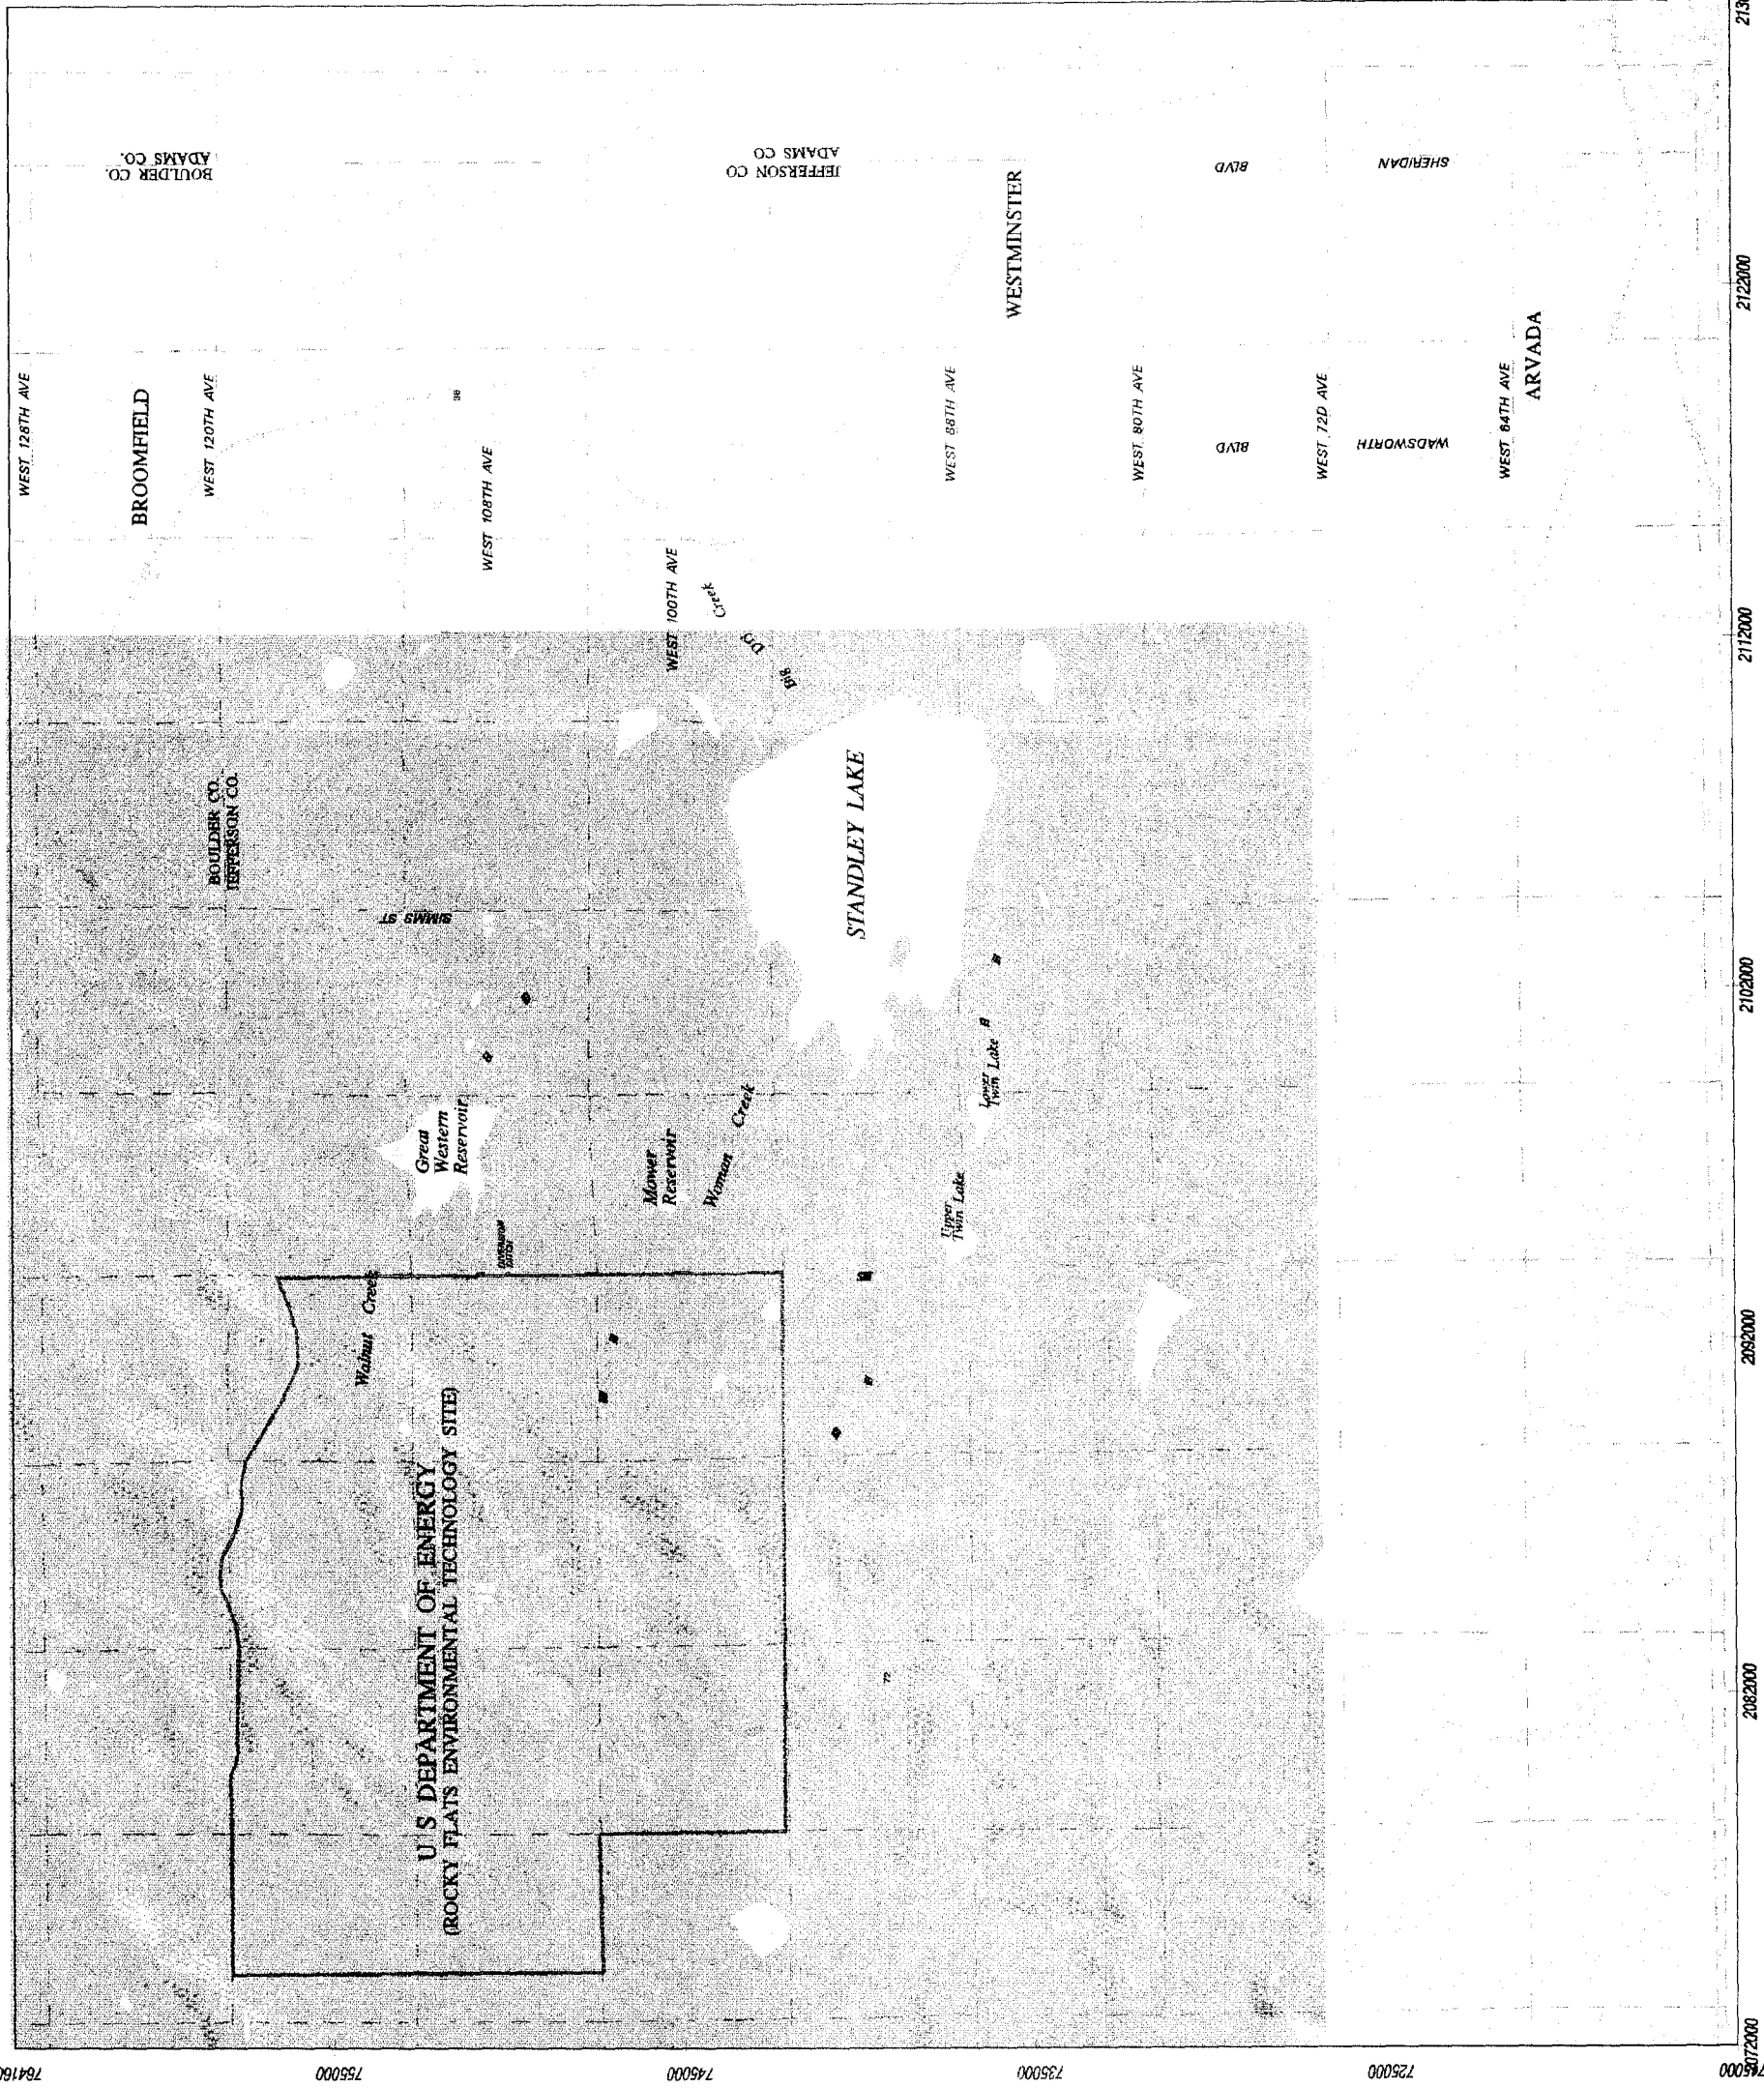 WEST 128TH AVE
BROOMFIELD
WEST 120TH AVE
BOULDER CO.
ADAMS CO.
36
WEST 108TH AVE
BOULDER CO.
JEFFERSON CO.
SIMMS ST
WEST 100TH AVE
JEFFERSON CO
ADAMS CO
Big Dry Creek
STANDLEY LAKE
WEST 88TH AVE
WESTMINSTER
WEST 80TH AVE
SHERIDAN BLVD
WADSWORTH BLVD
WEST 72D AVE
WEST 64TH AVE
ARVADA
Great
Western
Reservoir
Mower
Reservoir
Woman Creek
DIVERSION
DITCH
Walnut Creek
Upper
Twin Lake
Lower
Twin Lake
U S DEPARTMENT OF ENERGY
(ROCKY FLATS ENVIRONMENTAL TECHNOLOGY SITE)
72
755000
745000
735000
725000
2082000
2092000
2102000
2112000
2122000